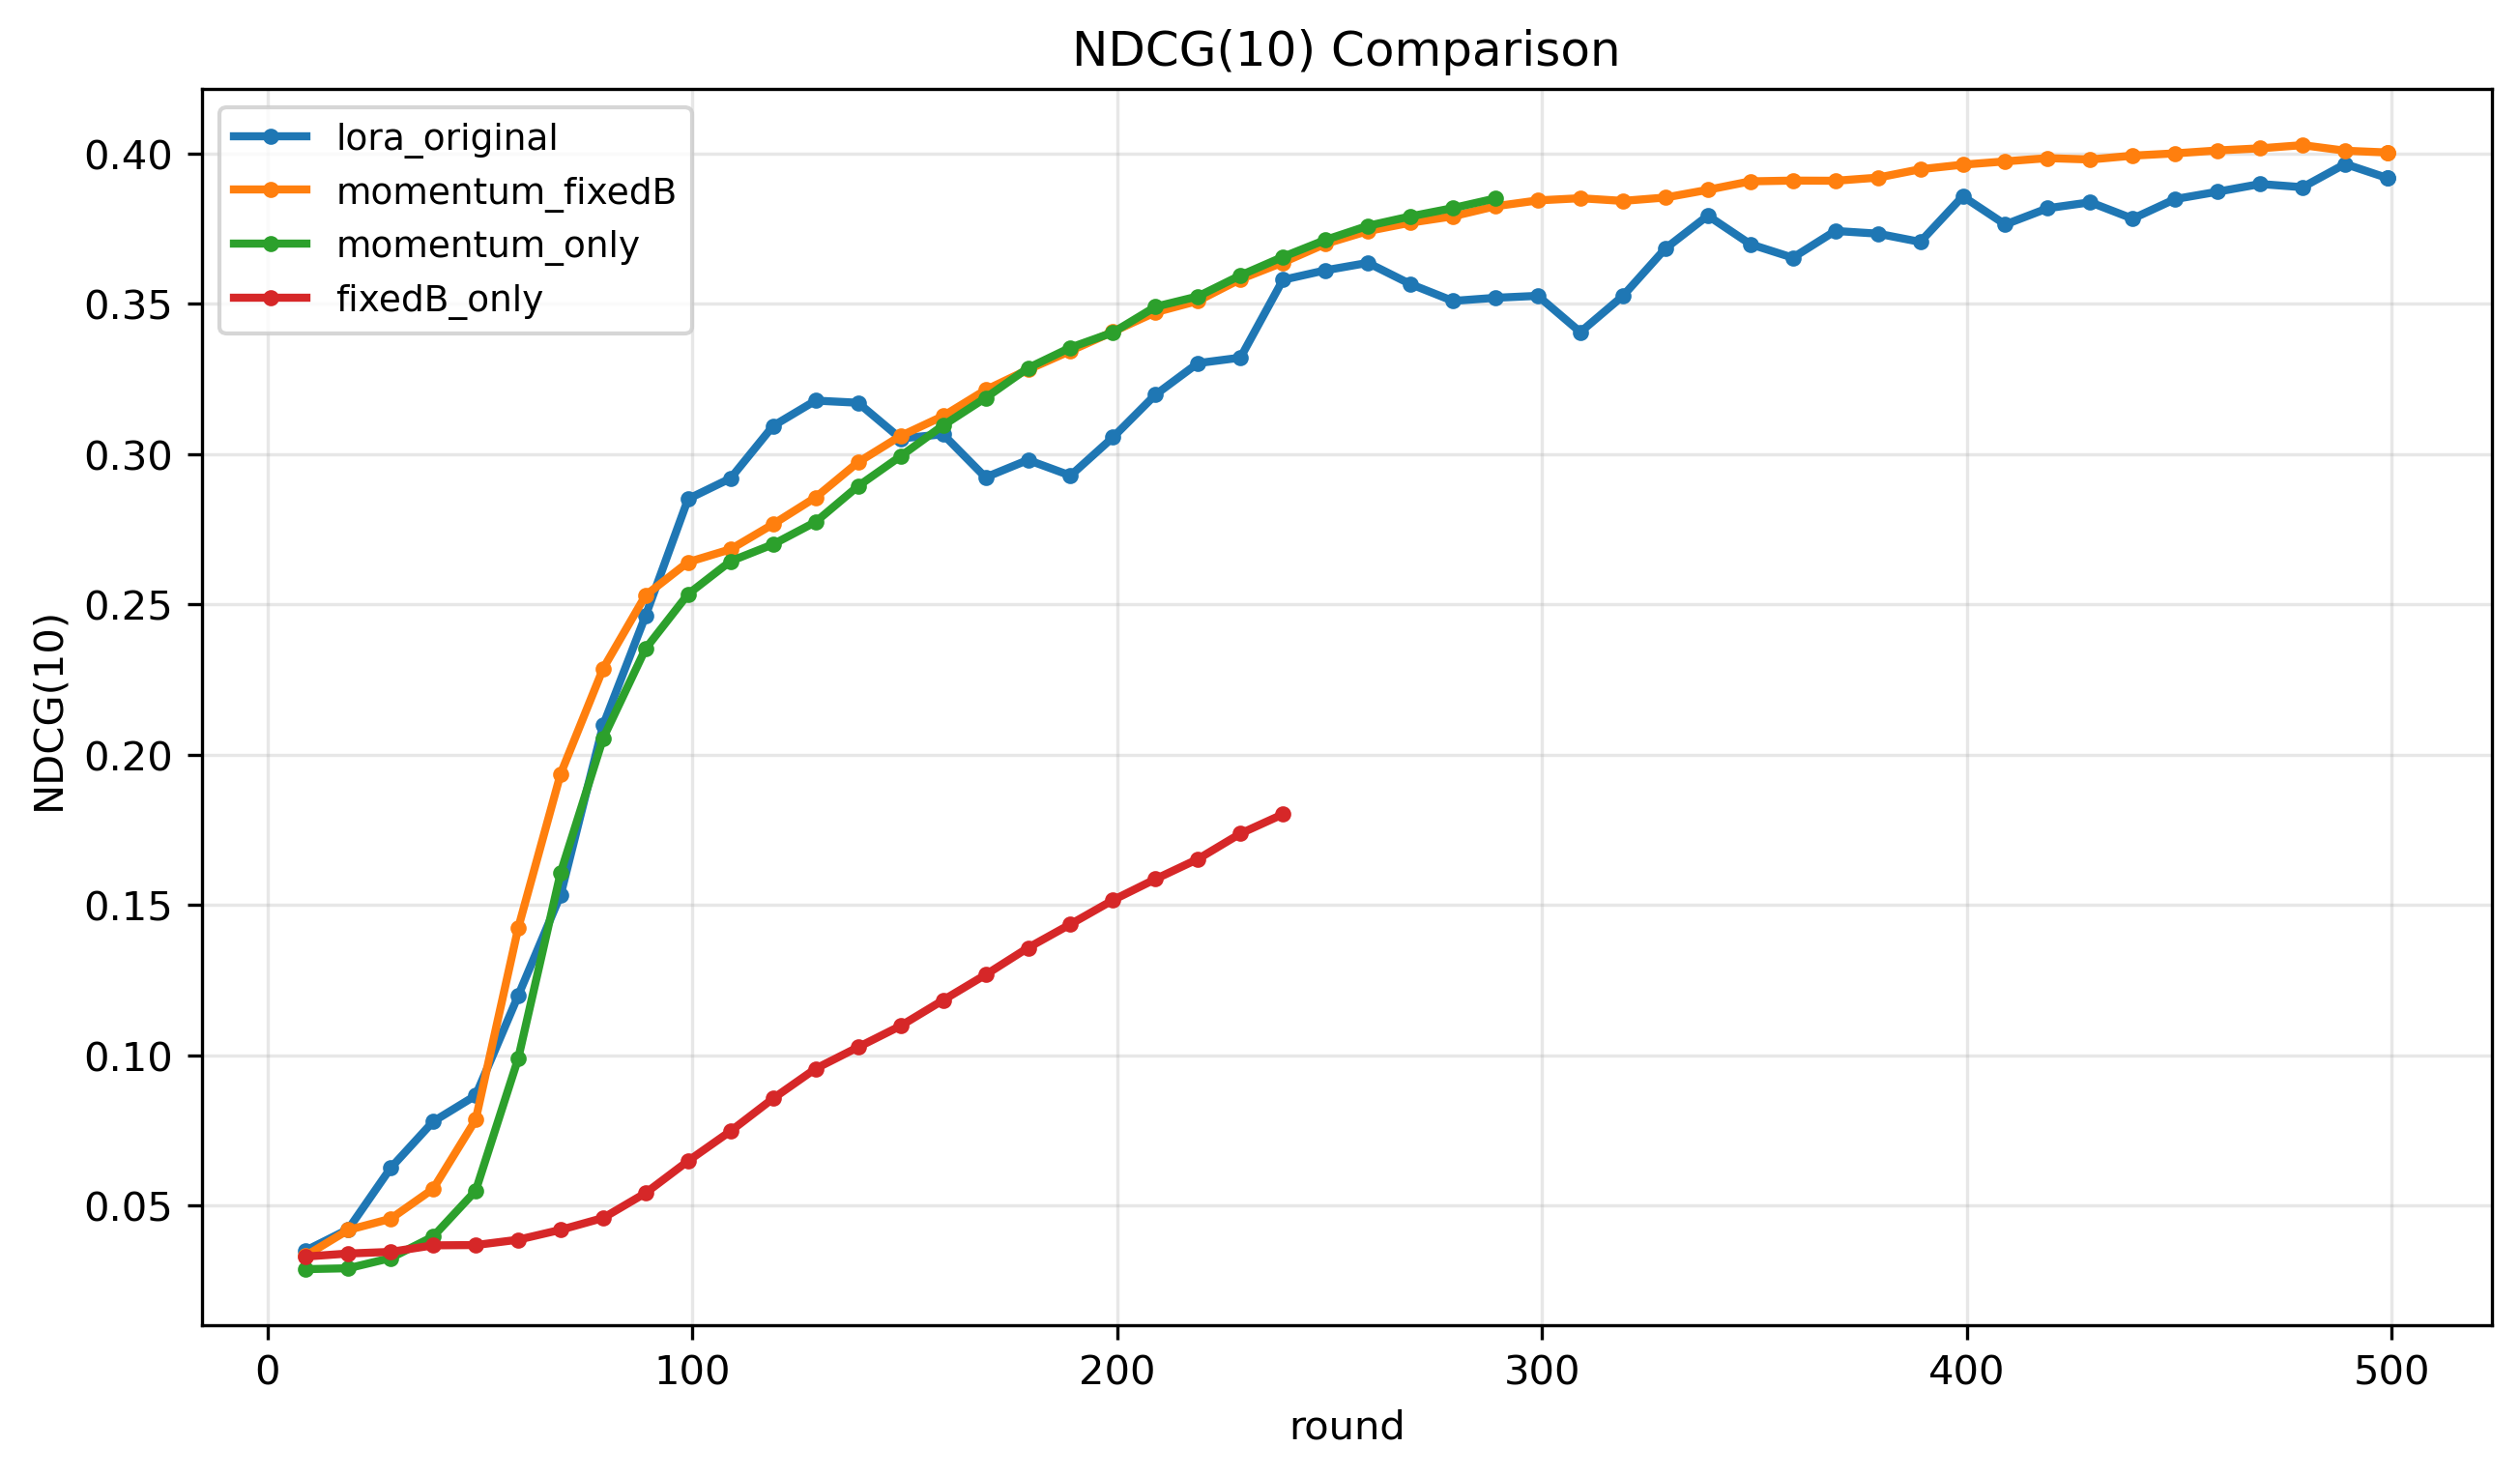 NDCG(10) Comparison
lora_original
momentum_fixedB
momentum_only
fixedB_only
NDCG(10)
0.40
0.35
0.30
0.25
0.20
0.15
0.10
0.05
0 100 200 300 400 500
round